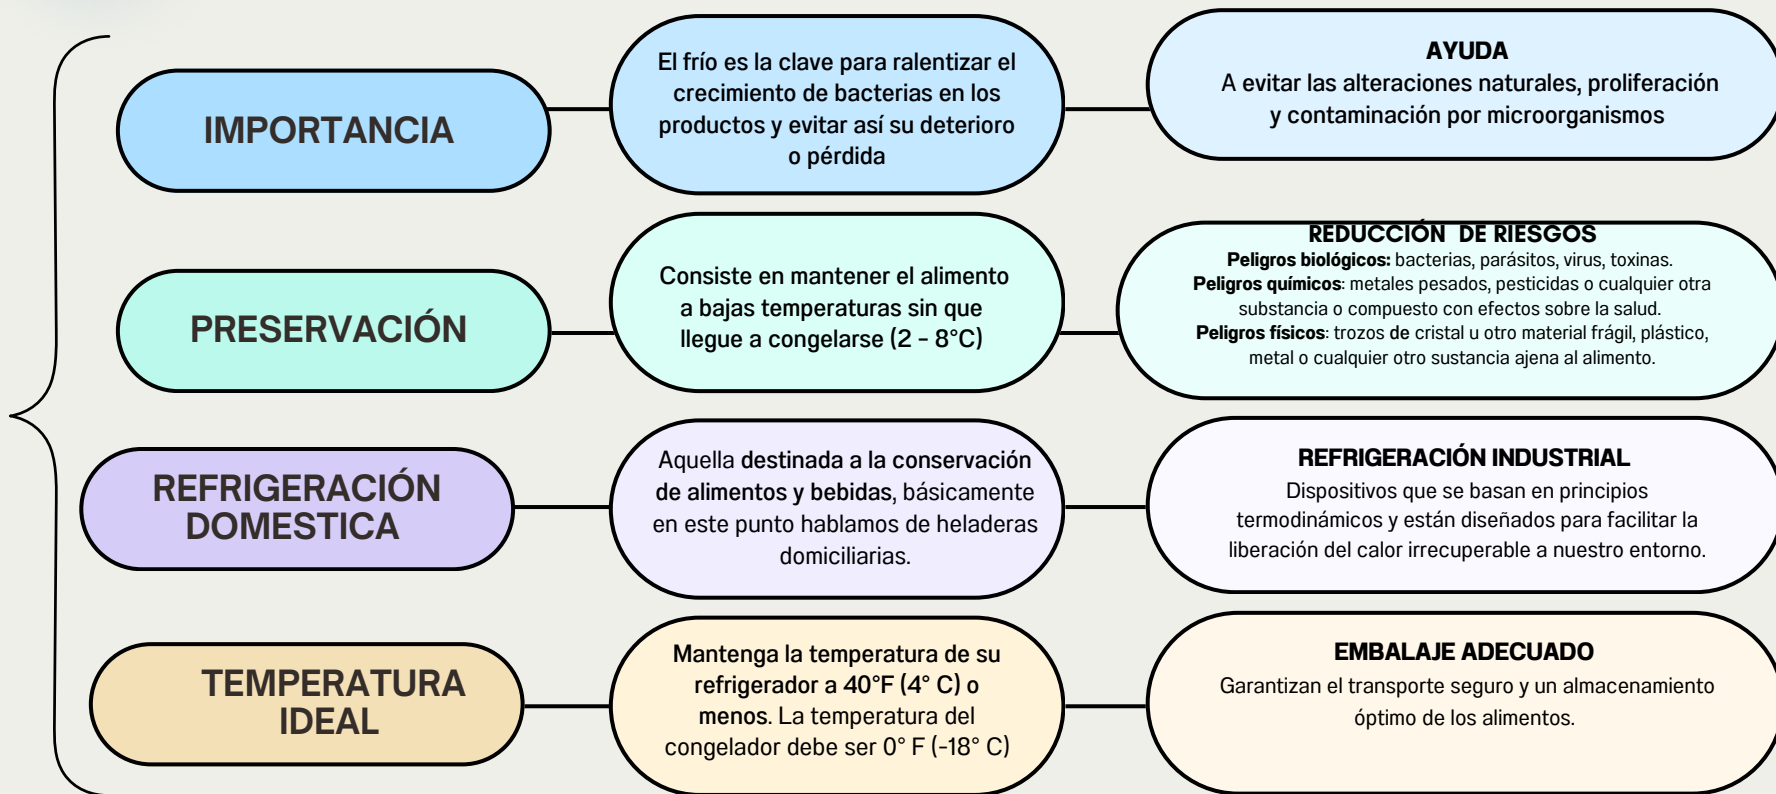 IMPORTANCIA
El frío es la clave para ralentizar el
crecimiento de bacterias en los
productos y evitar así su deterioro
o pérdida
AYUDA
A evitar las alteraciones naturales, proliferación
y contaminación por microorganismos
PRESERVACIÓN
Consiste en mantener el alimento
a bajas temperaturas sin que
llegue a congelarse (2 - 8°C)
REDUCCIÓN DE RIESGOS
Peligros biológicos: bacterias, parásitos, virus, toxinas.
Peligros químicos: metales pesados, pesticidas o cualquier otra
substancia o compuesto con efectos sobre la salud.
Peligros físicos: trozos de cristal u otro material frágil, plástico,
metal o cualquier otro sustancia ajena al alimento.
REFRIGERACIÓN
DOMESTICA
Aquella destinada a la conservación
de alimentos y bebidas, básicamente
en este punto hablamos de heladeras
domiciliarias.
REFRIGERACIÓN INDUSTRIAL
Dispositivos que se basan en principios
termodinámicos y están diseñados para facilitar la
liberación del calor irrecuperable a nuestro entorno.
TEMPERATURA
IDEAL
Mantenga la temperatura de su
refrigerador a 40°F (4° C) o
menos. La temperatura del
congelador debe ser 0° F (-18° C)
EMBALAJE ADECUADO
Garantizan el transporte seguro y un almacenamiento
óptimo de los alimentos.